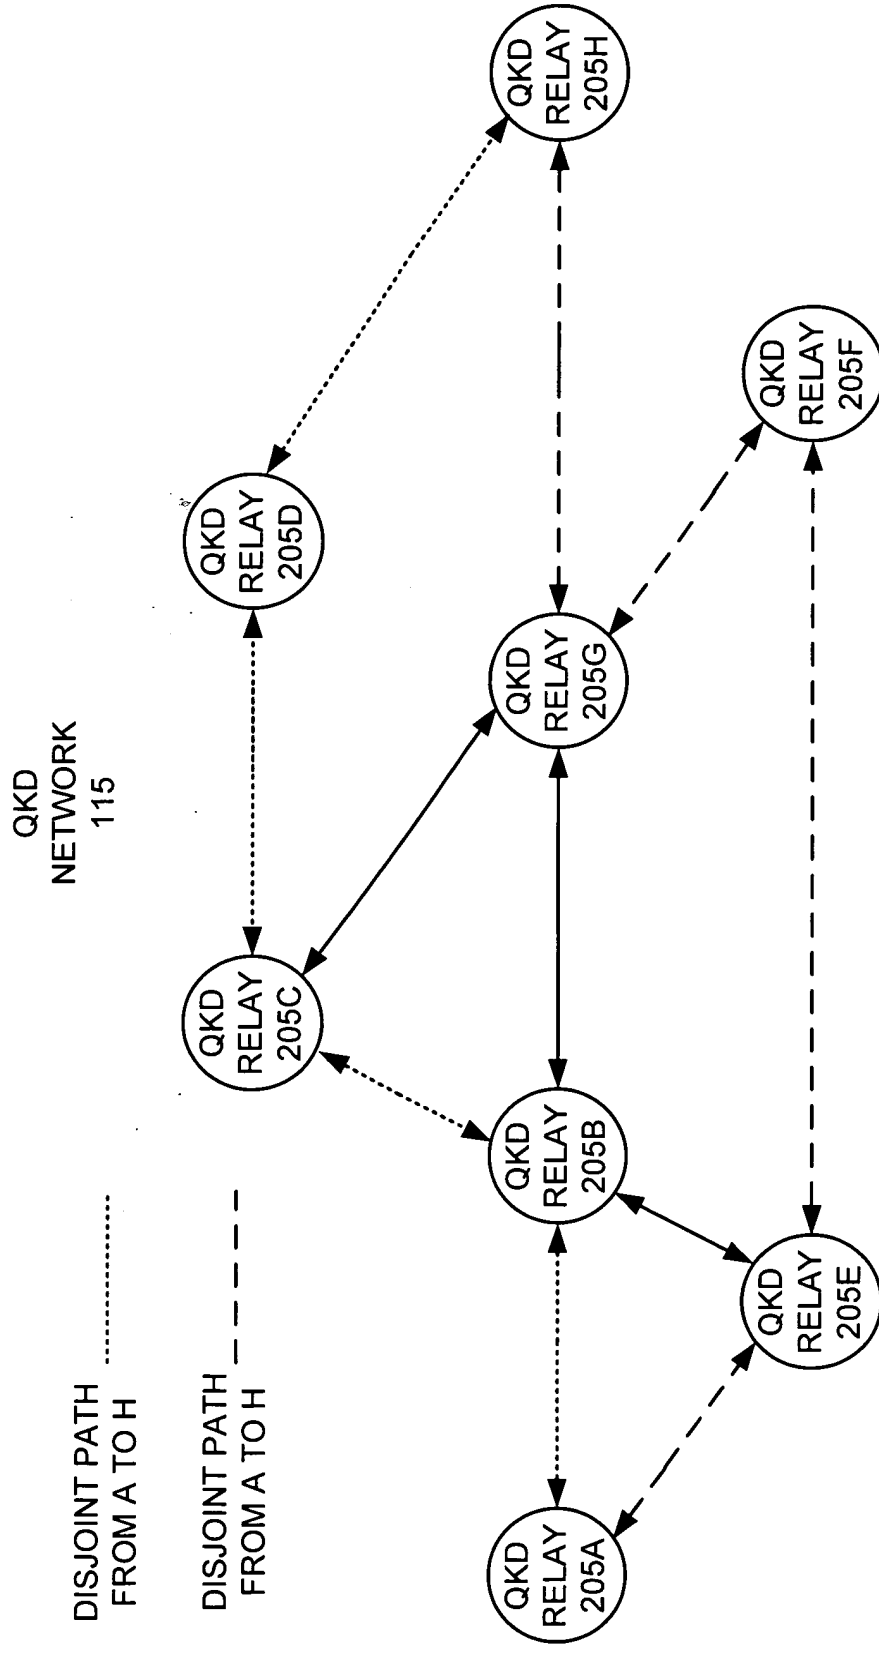 QKD
NETWORK
115
DISJOINT PATH
FROM A TO H
DISJOINT PATH
FROM A TO H
QKD
RELAY
205C
QKD
RELAY
205D
QKD
RELAY
205A
QKD
RELAY
205B
QKD
RELAY
205G
QKD
RELAY
205H
QKD
RELAY
205E
QKD
RELAY
205F